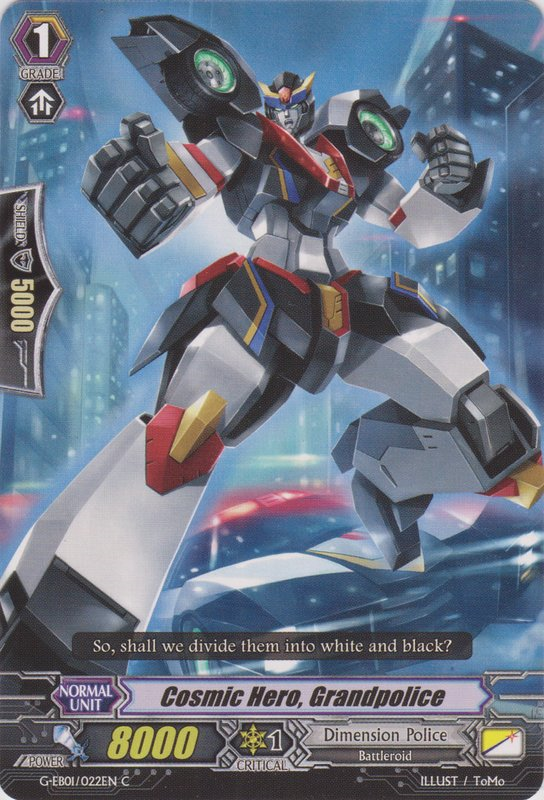 1
GRADE
SHIELD
5000
So, shall we divide them into white and black?
NORMAL
UNIT
Cosmic Hero, Grandpolice
POWER
8000
1
CRITICAL
Dimension Police
Battleroid
G-EB01/022EN C
ILLUST / ToMo